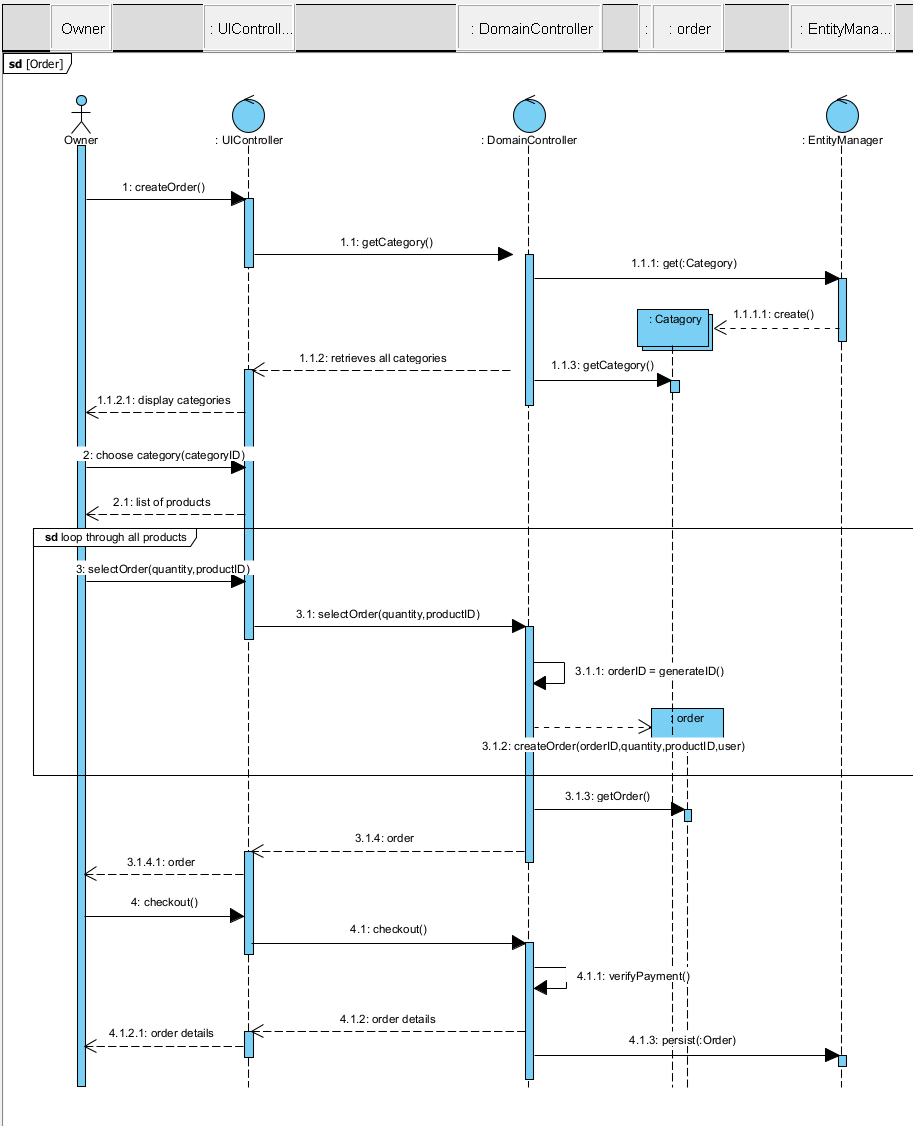 Owner
: UIControll...
: DomainController
:
: order
: EntityMana...
sd [Order]
Owner
: UIController
: DomainController
: EntityManager
1: createOrder()
1.1: getCategory()
1.1.1: get(:Category)
: Catagory
1.1.1.1: create()
1.1.2: retrieves all categories
1.1.3: getCategory()
1.1.2.1: display categories
2: choose category(categoryID)
2.1: list of products
sd loop through all products
3: selectOrder(quantity,productID)
3.1: selectOrder(quantity,productID)
3.1.1: orderID = generateID()
: order
3.1.2: createOrder(orderID,quantity,productID,user)
3.1.3: getOrder()
3.1.4: order
3.1.4.1: order
4: checkout()
4.1: checkout()
4.1.1: verifyPayment()
4.1.2: order details
4.1.2.1: order details
4.1.3: persist(:Order)